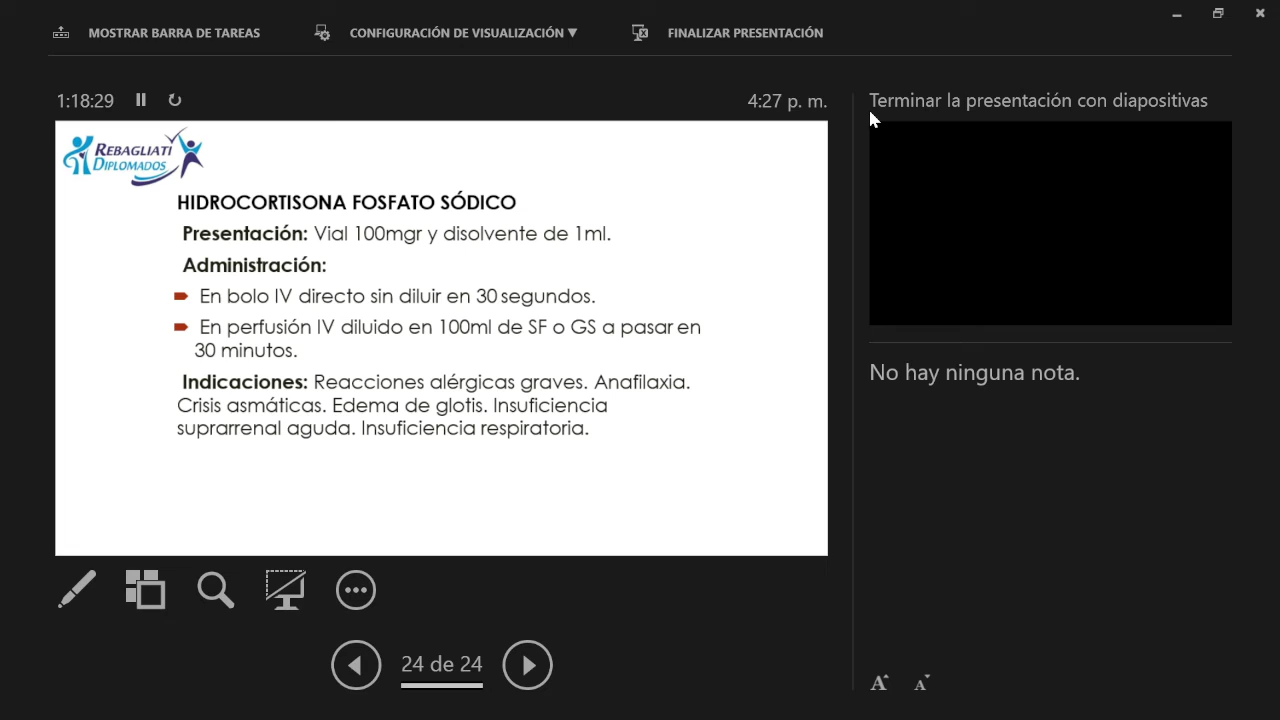 MOSTRAR BARRA DE TAREAS
CONFIGURACIÓN DE VISUALIZACIÓN ▼
FINALIZAR PRESENTACIÓN
1:18:29
4:27 p. m.
REBAGLIATI
DIPLOMADOS
HIDROCORTISONA FOSFATO SÓDICO
Presentación: Vial 100mgr y disolvente de 1ml.
Administración:
En bolo IV directo sin diluir en 30 segundos.
En perfusión IV diluido en 100ml de SF o GS a pasar en
30 minutos.
Indicaciones: Reacciones alérgicas graves. Anafilaxia.
Crisis asmáticas. Edema de glotis. Insuficiencia
suprarrenal aguda. Insuficiencia respiratoria.
24 de 24
Terminar la presentación con diapositivas
No hay ninguna nota.
A A